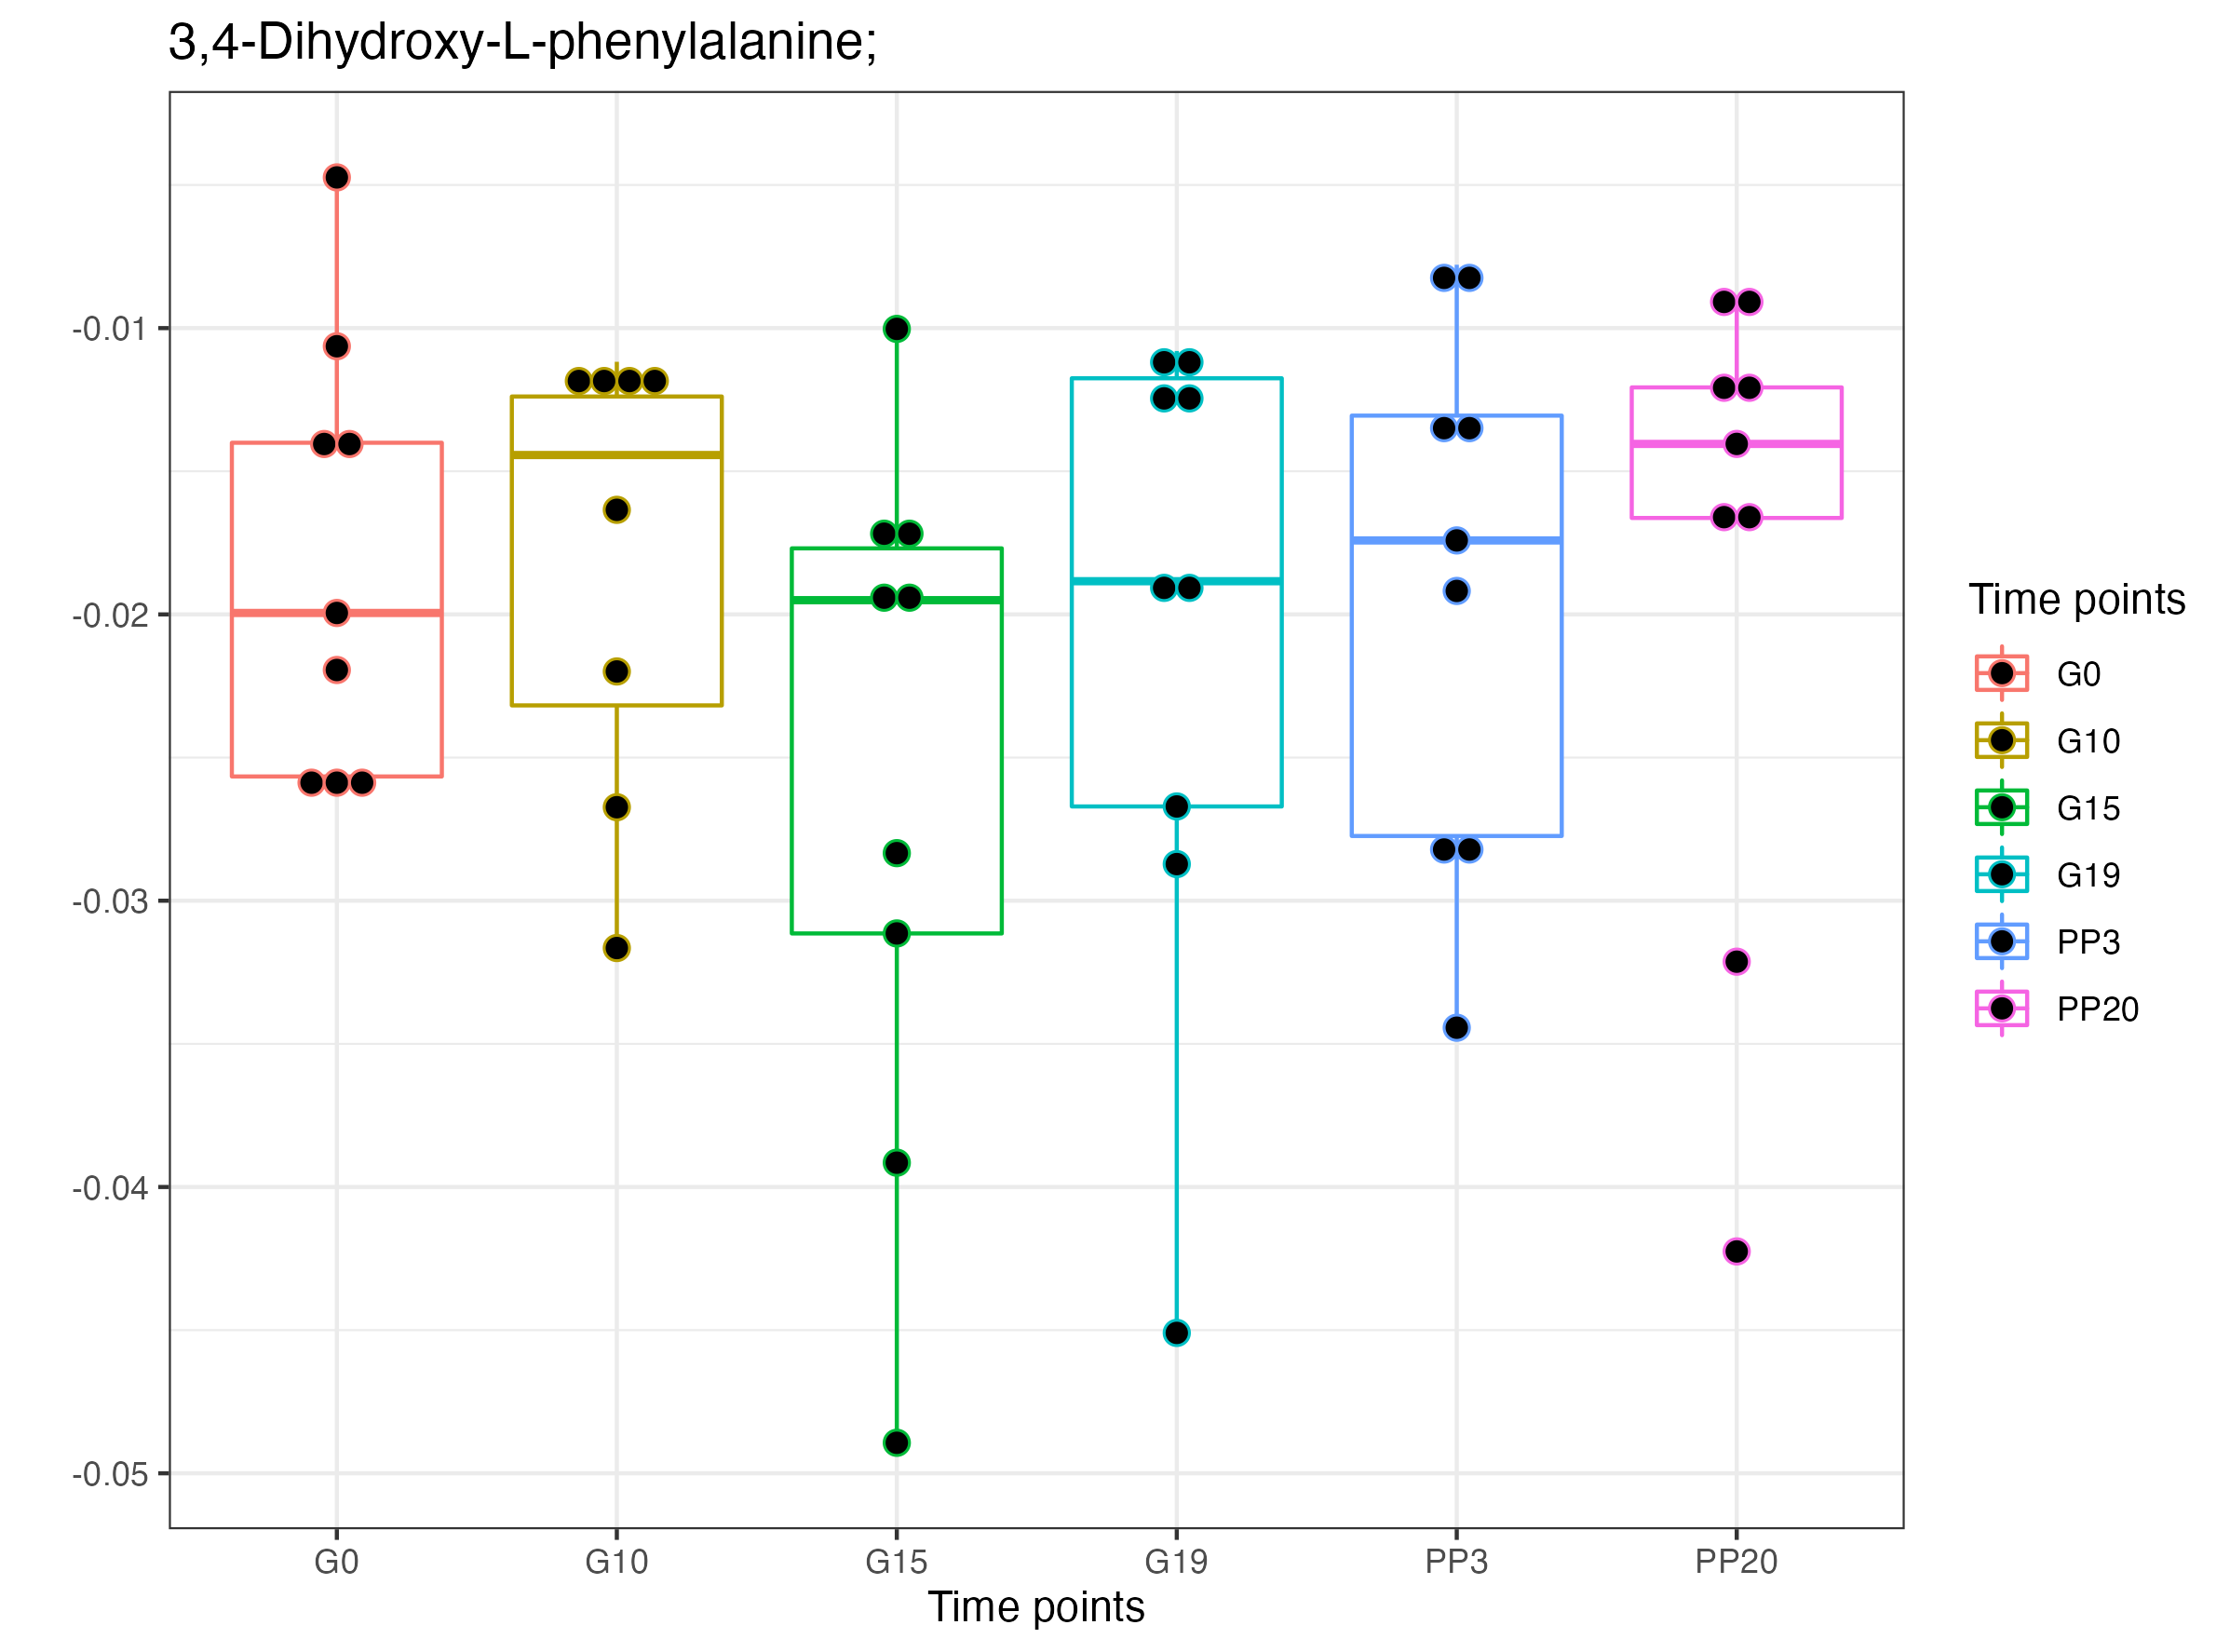 3,4-Dihydroxy-L-phenylalanine;
-0.01
-0.02
-0.03
-0.04
-0.05
G0 G10 G15 G19 PP3 PP20
Time points
Time points
G0
G10
G15
G19
PP3
PP20